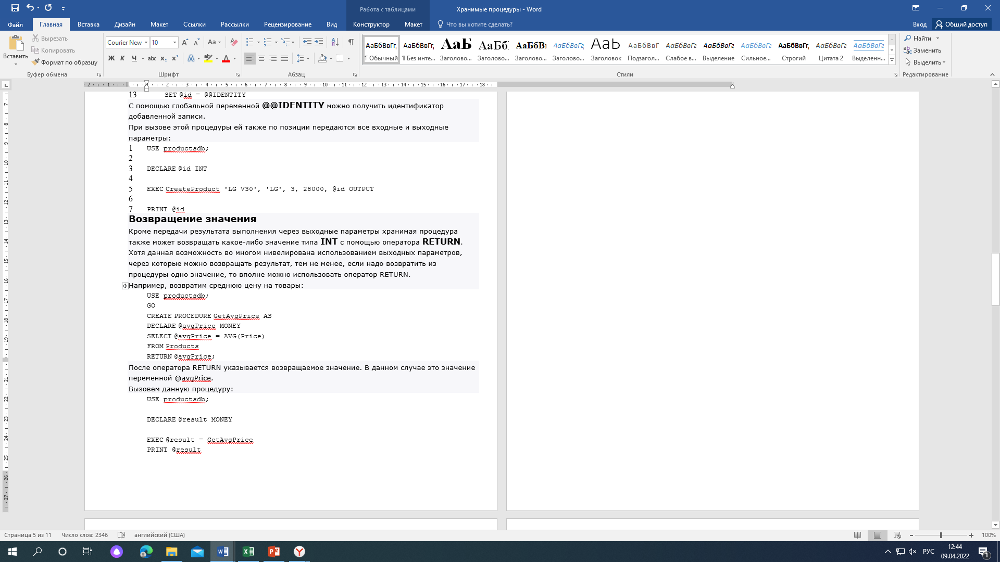 Работа с таблицами
Хранимые процедуры - Word
Файл
Главная
Вставка
Дизайн
Макет
Ссылки
Рассылки
Рецензирование
Вид
Конструктор
Макет
Что вы хотите сделать?
Вход
Общий доступ
Вставить
Вырезать
Копировать
Формат по образцу
Буфер обмена
Courier New
10
Шрифт
Абзац
АаБбВвГг,
¶ Обычный
АаБбВвГг,
¶ Без инте...
АаБ
Заголово...
АаБб:
Заголово...
АаБбВı
Заголово...
АаБбВвГг
Заголово...
АаЬ
Заголовок
АаБбВвГ
Подзагол...
АаБбВвГг
Слабое в...
АаБбВвГг
Выделение
АаБбВвГг
Сильное...
АаБбВвГг,
Строгий
АаБбВвГг
Цитата 2
АаБбВвГг
Выделенн...
Стили
Найти
Заменить
Выделить
Редактирование
13 SET @id = @@IDENTITY
С помощью глобальной переменной @@IDENTITY можно получить идентификатор
добавленной записи.
При вызове этой процедуры ей также по позиции передаются все входные и выходные
параметры:
1 USE productsdb;
2
3 DECLARE @id INT
4
5 EXEC CreateProduct 'LG V30', 'LG', 3, 28000, @id OUTPUT
6
7 PRINT @id
Возвращение значения
Кроме передачи результата выполнения через выходные параметры хранимая процедура
также может возвращать какое-либо значение типа INT с помощью оператора RETURN.
Хотя данная возможность во многом нивелирована использованием выходных параметров,
через которые можно возвращать результат, тем не менее, если надо возвратить из
процедуры одно значение, то вполне можно использовать оператор RETURN.
Например, возвратим среднюю цену на товары:
USE productsdb;
GO
CREATE PROCEDURE GetAvgPrice AS
DECLARE @avgPrice MONEY
SELECT @avgPrice = AVG(Price)
FROM Products
RETURN @avgPrice;
После оператора RETURN указывается возвращаемое значение. В данном случае это значение
переменной @avgPrice.
Вызовем данную процедуру:
USE productsdb;
DECLARE @result MONEY
EXEC @result = GetAvgPrice
PRINT @result
Страница 5 из 11
Число слов: 2346
английский (США)
100%
РУС
12:44
09.04.2022
1